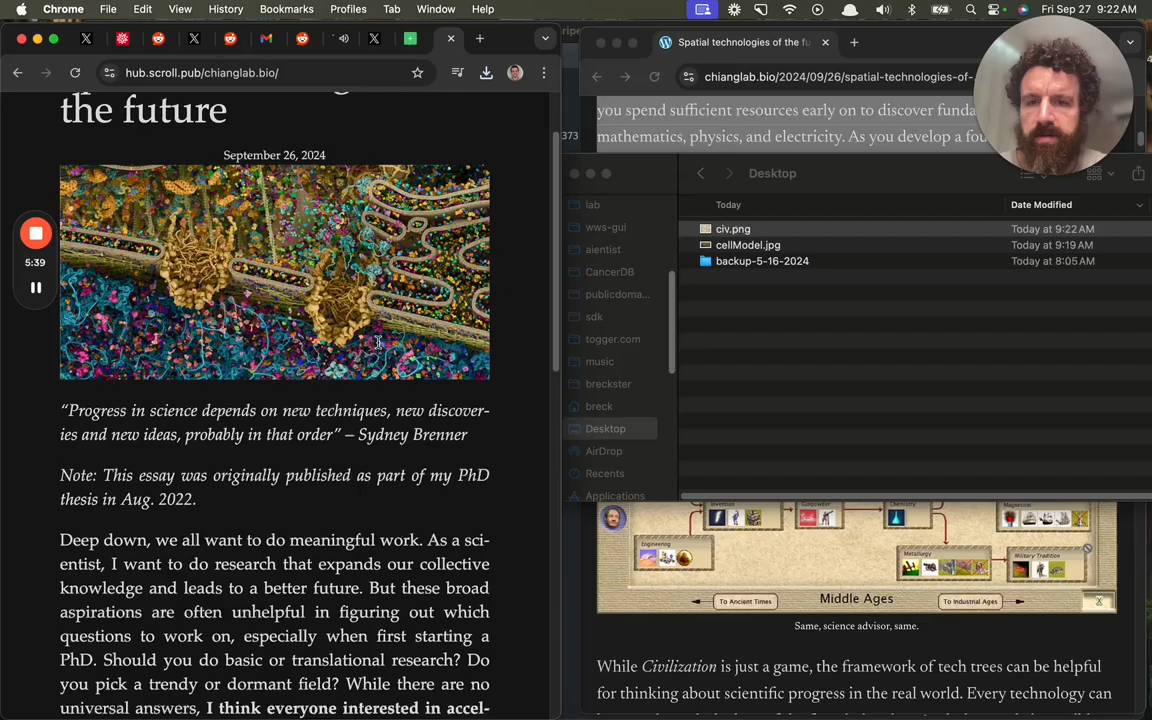 Chrome File Edit View History Bookmarks Profiles Tab Window Help
Fri Sep 27 9:22 AM
hub.scroll.pub/chianglab.bio/
the future
September 26, 2024
5:39
“Progress in science depends on new techniques, new discover-
ies and new ideas, probably in that order” – Sydney Brenner
Note: This essay was originally published as part of my PhD
thesis in Aug. 2022.
Deep down, we all want to do meaningful work. As a sci-
entist, I want to do research that expands our collective
knowledge and leads to a better future. But these broad
aspirations are often unhelpful in figuring out which
questions to work on, especially when first starting a
PhD. Should you do basic or translational research? Do
you pick a trendy or dormant field? While there are no
universal answers, I think everyone interested in accel-
ripe
373
Spatial technologies of the fu
chianglab.bio/2024/09/26/spatial-technologies-of-
you spend sufficient resources early on to discover funda
mathematics, physics, and electricity. As you develop a fou
Desktop
lab
wws-gui
aientist
CancerDB
publicdoma...
sdk
togger.com
music
breckster
breck
Desktop
AirDrop
Recents
Applications
Today
Date Modified
civ.png
Today at 9:22 AM
cellModel.jpg
Today at 9:19 AM
backup-5-16-2024
Today at 8:05 AM
Invention
Gunpowder
Chemistry
Magnetism
Engineering
Metallurgy
Military Tradition
To Ancient Times
Middle Ages
To Industrial Ages
Same, science advisor, same.
While Civilization is just a game, the framework of tech trees can be helpful
for thinking about scientific progress in the real world. Every technology can